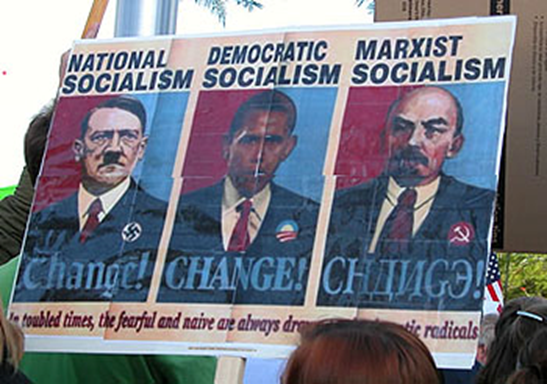 NATIONAL
SOCIALISM
DEMOCRATIC
SOCIALISM
MARXIST
SOCIALISM
Change!
CHANGE!
CHДИGЭ!
In troubled times, the fearful and naive are always radicals